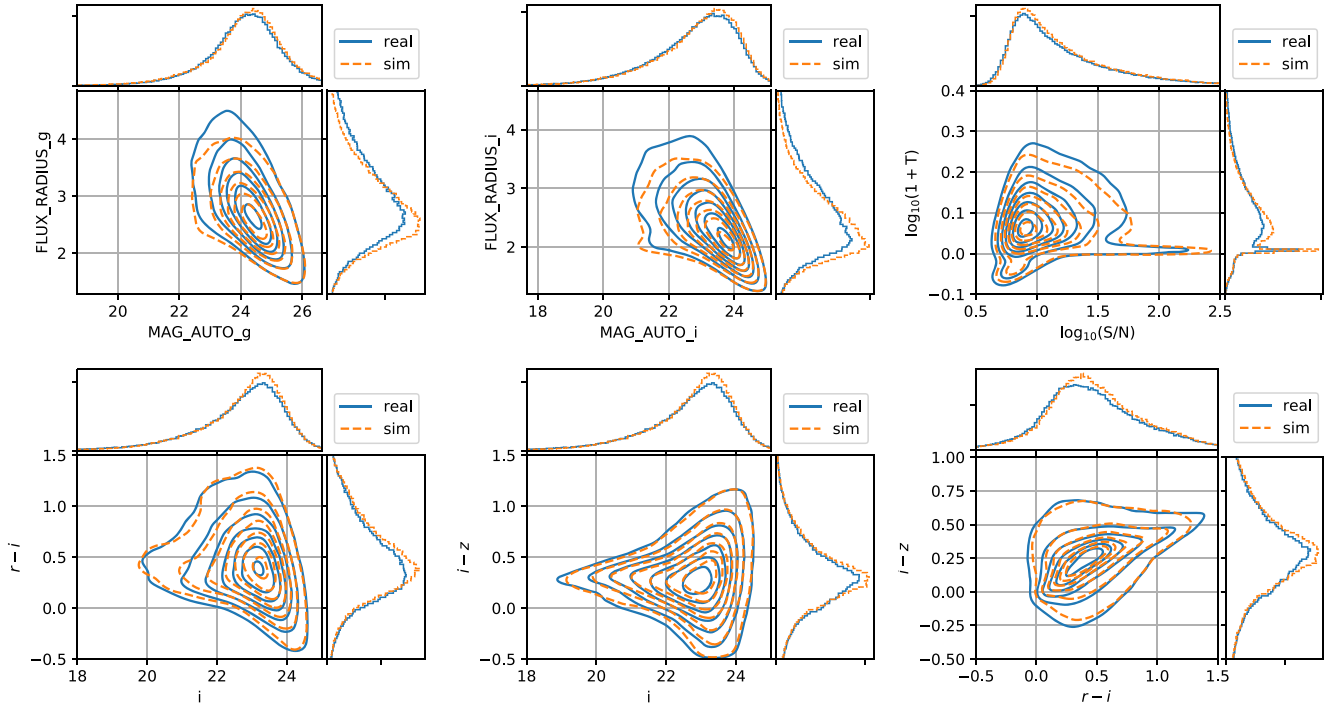 real
sim
FLUX_RADIUS_g
4
3
2
20 22 24 26
MAG_AUTO_g
real
sim
FLUX_RADIUS_i
4
3
2
18 20 22 24
MAG_AUTO_i
real
sim
log₁₀(1 + T)
0.4
0.3
0.2
0.1
0.0
−0.1
0.5 1.0 1.5 2.0 2.5
log₁₀(S/N)
real
sim
r − i
1.5
1.0
0.5
0.0
−0.5
18 20 22 24
i
real
sim
i − z
1.5
1.0
0.5
0.0
−0.5
18 20 22 24
i
real
sim
i − z
1.00
0.75
0.50
0.25
0.00
−0.25
−0.50
−0.5 0.0 0.5 1.0 1.5
r − i